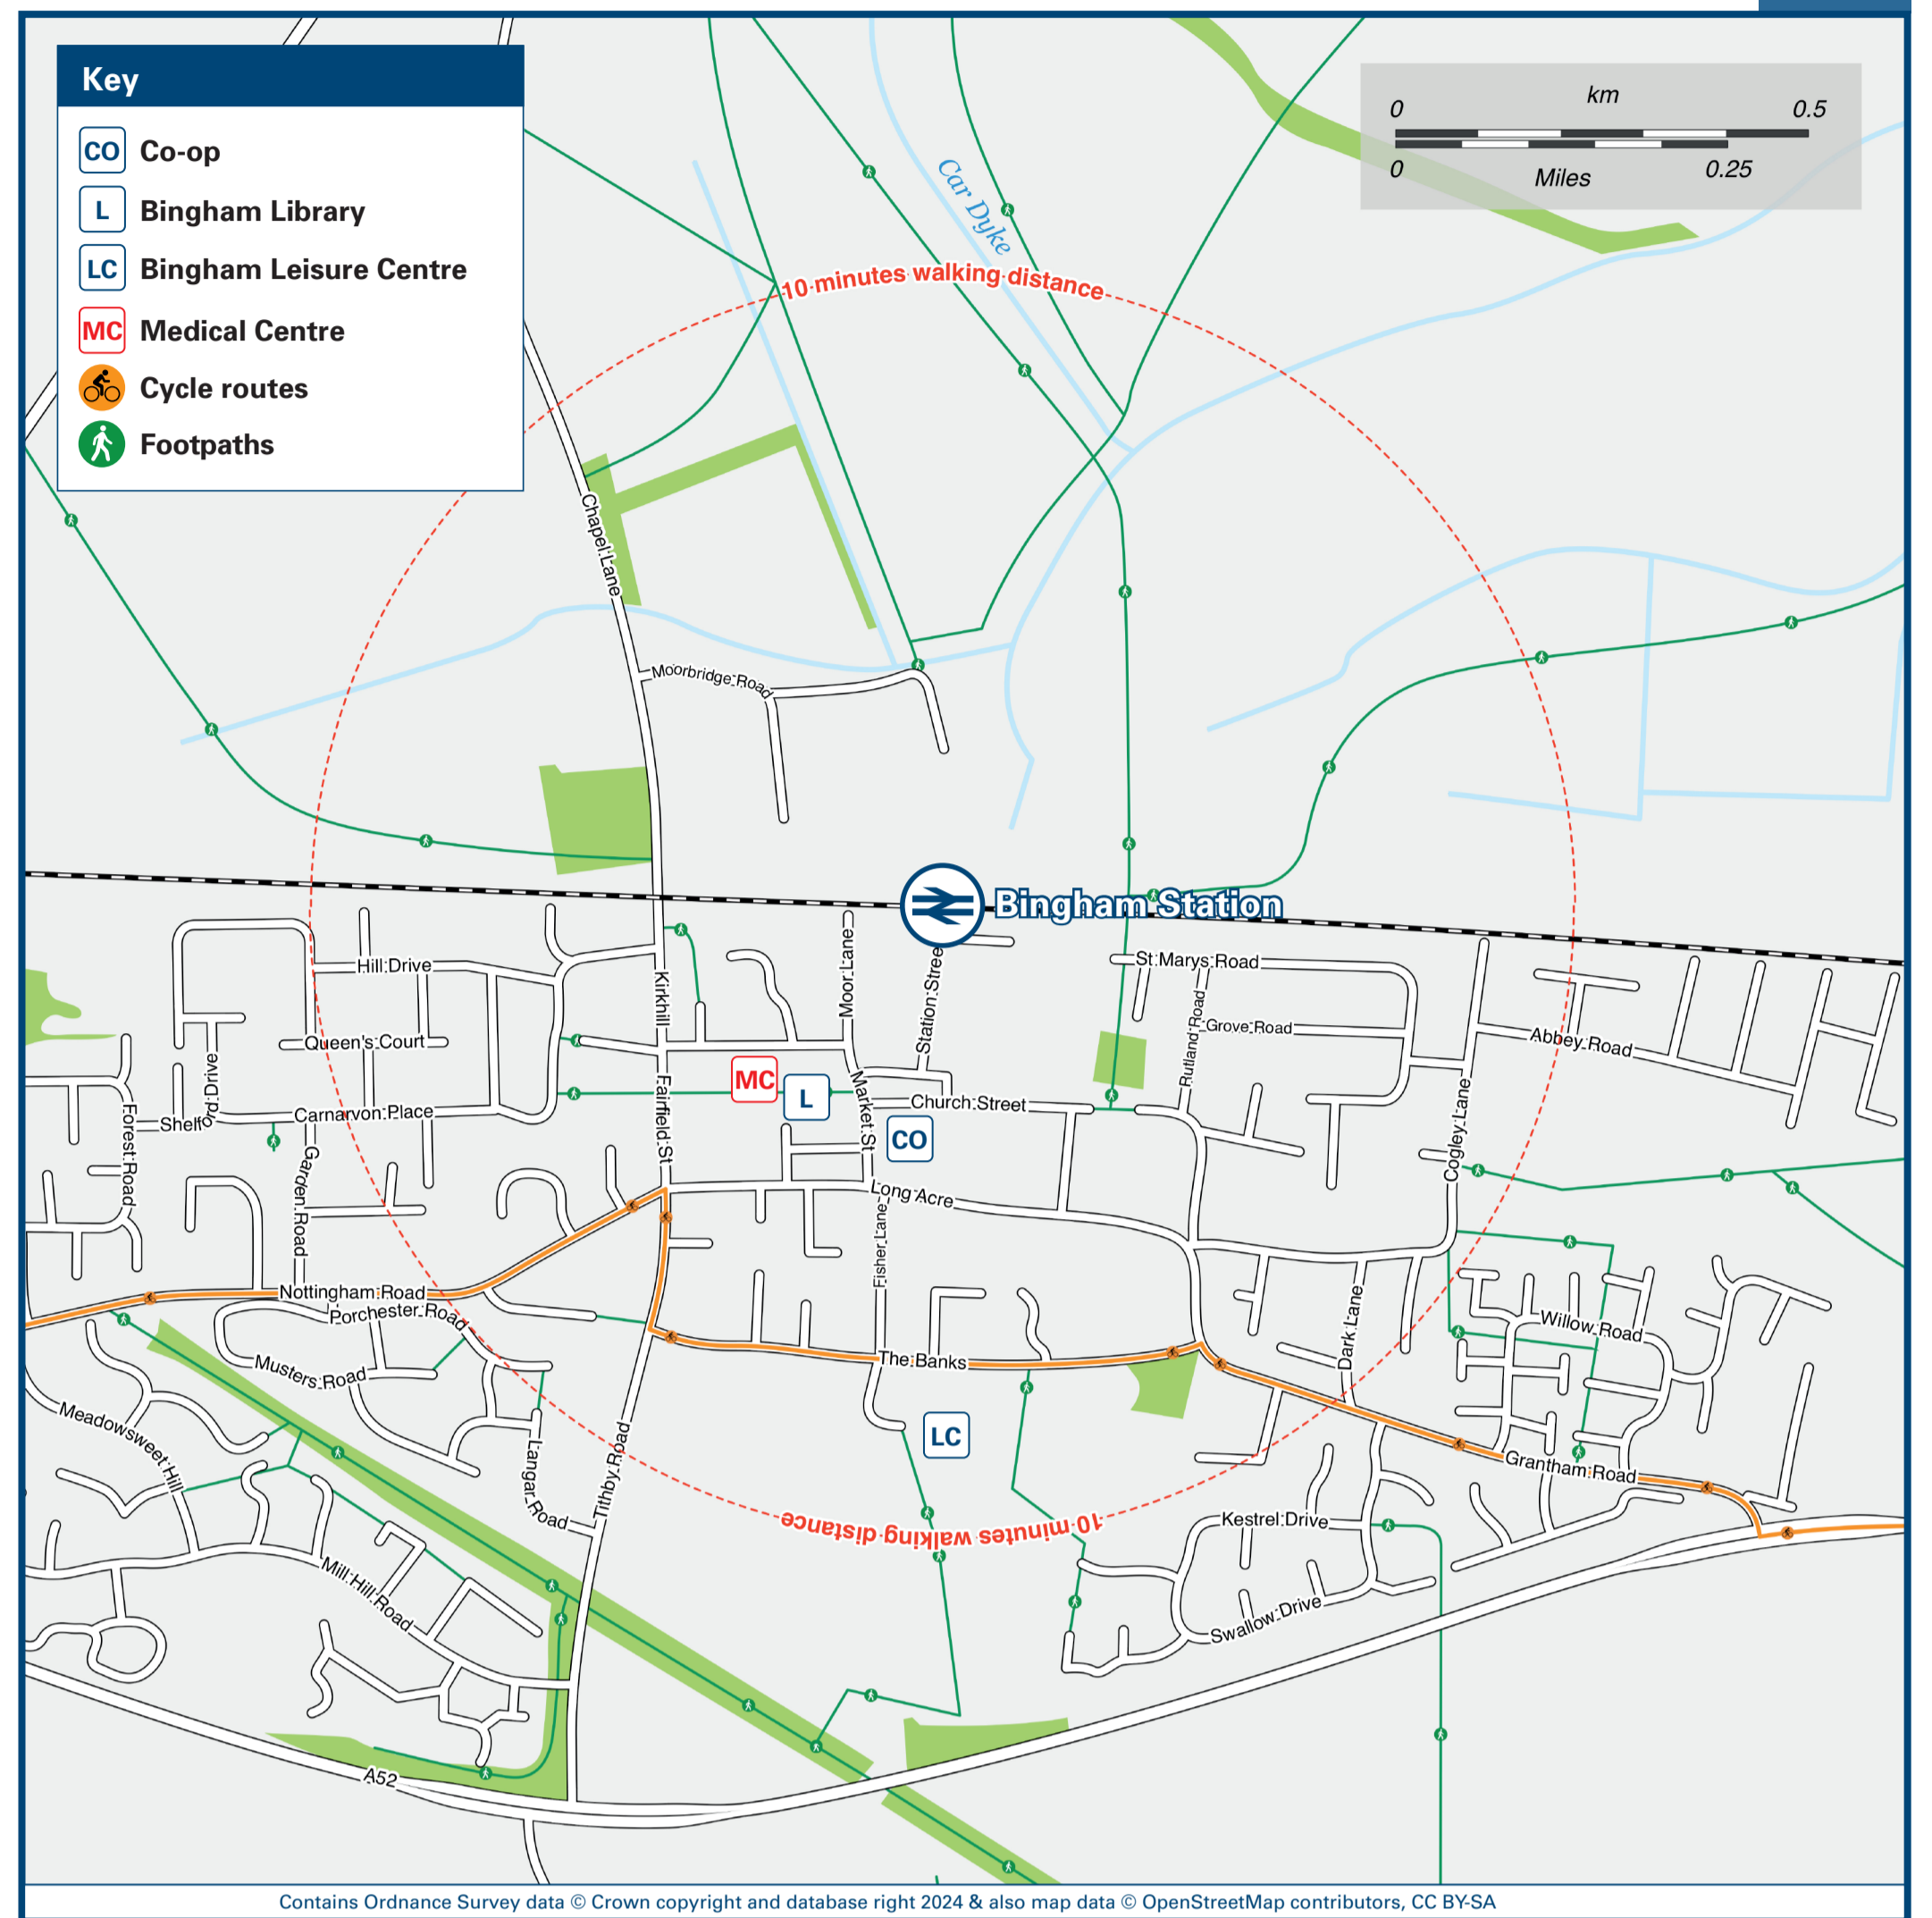 Key
CO Co-op
L Bingham Library
LC Bingham Leisure Centre
MC Medical Centre
Cycle routes
Footpaths
km
0 0.5
0 0.25
Miles
Car Dyke
10 minutes walking distance
Chapel Lane
Moorbridge Road
Bingham Station
Hill Drive
Kirkhill
Moor Lane
Station Stree
St Marys Road
Rutland Road
Grove Road
Abbey Road
Queen's Court
Shelford Drive
Carnarvon Place
Forest Road
Garden Road
Fairfield St
MC
L
Market St
Church Street
CO
Cogley Lane
Long Acre
Fisher Lane
Nottingham Road
Porchester Road
Musters Road
The Banks
Dark Lane
Willow Road
Meadowsweet Hill
Langar Road
Tithby Road
LC
Grantham Road
10 minutes walking distance
Kestrel Drive
Mill Hill Road
Swallow Drive
A52
Contains Ordnance Survey data © Crown copyright and database right 2024 & also map data © OpenStreetMap contributors, CC BY-SA